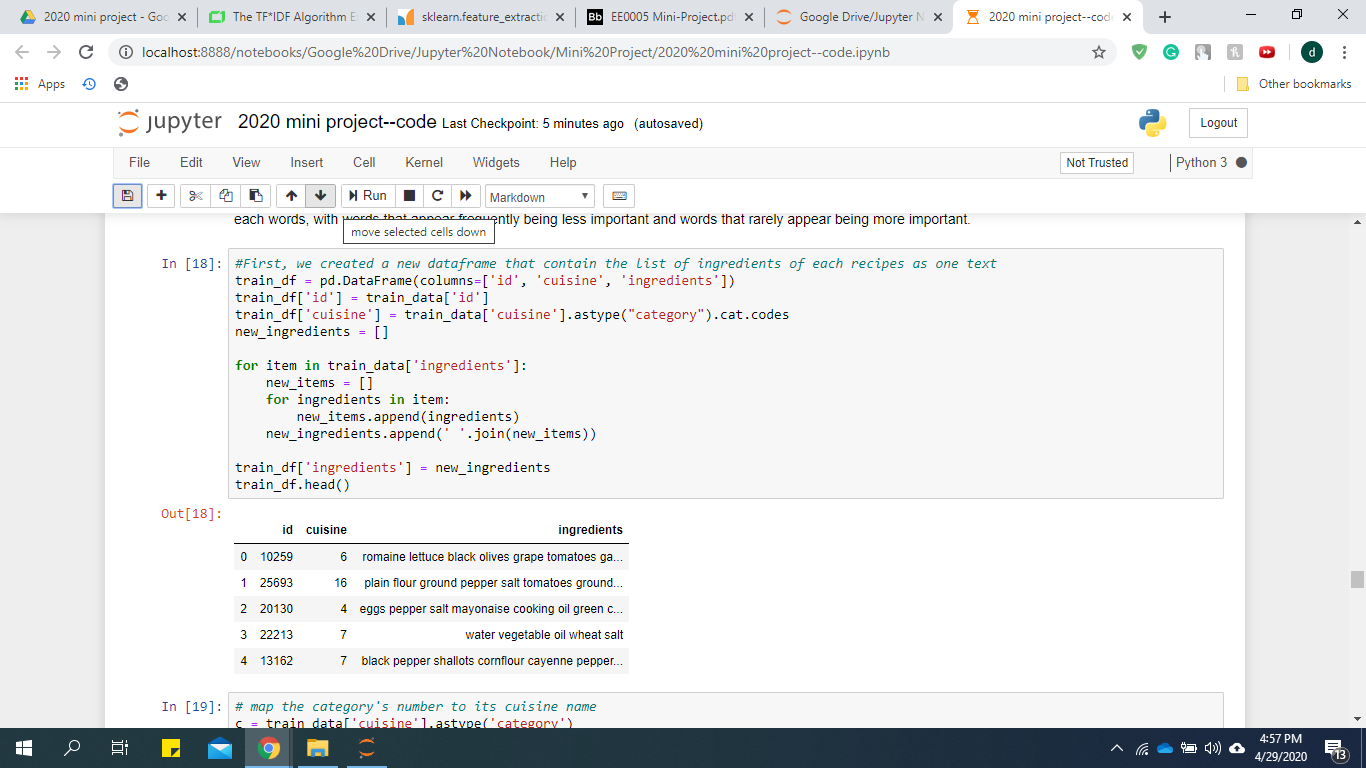 2020 mini project - Goo
The TF*IDF Algorithm E
sklearn.feature_extractio
Bb EE0005 Mini-Project.pdf
Google Drive/Jupyter N
2020 mini project--code
localhost:8888/notebooks/Google%20Drive/Jupyter%20Notebook/Mini%20Project/2020%20mini%20project--code.ipynb
d
Apps
Other bookmarks
jupyter 2020 mini project--code Last Checkpoint: 5 minutes ago (autosaved)
Logout
File Edit View Insert Cell Kernel Widgets Help
Not Trusted
Python 3
Run
Markdown
each words, with words that appear frequently being less important and words that rarely appear being more important.
move selected cells down
In [18]:
#First, we created a new dataframe that contain the list of ingredients of each recipes as one text
train_df = pd.DataFrame(columns=['id', 'cuisine', 'ingredients'])
train_df['id'] = train_data['id']
train_df['cuisine'] = train_data['cuisine'].astype("category").cat.codes
new_ingredients = []
for item in train_data['ingredients']:
    new_items = []
    for ingredients in item:
        new_items.append(ingredients)
    new_ingredients.append(' '.join(new_items))
train_df['ingredients'] = new_ingredients
train_df.head()
Out[18]:
id cuisine ingredients
0 10259 6 romaine lettuce black olives grape tomatoes ga...
1 25693 16 plain flour ground pepper salt tomatoes ground...
2 20130 4 eggs pepper salt mayonaise cooking oil green c...
3 22213 7 water vegetable oil wheat salt
4 13162 7 black pepper shallots cornflour cayenne pepper...
In [19]:
# map the category's number to its cuisine name
c = train_data['cuisine'].astype('category')
4:57 PM
4/29/2020
13